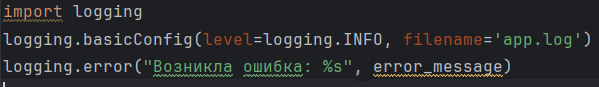 import logging
logging.basicConfig(level=logging.INFO, filename='app.log')
logging.error("Возникла ошибка: %s", error_message)